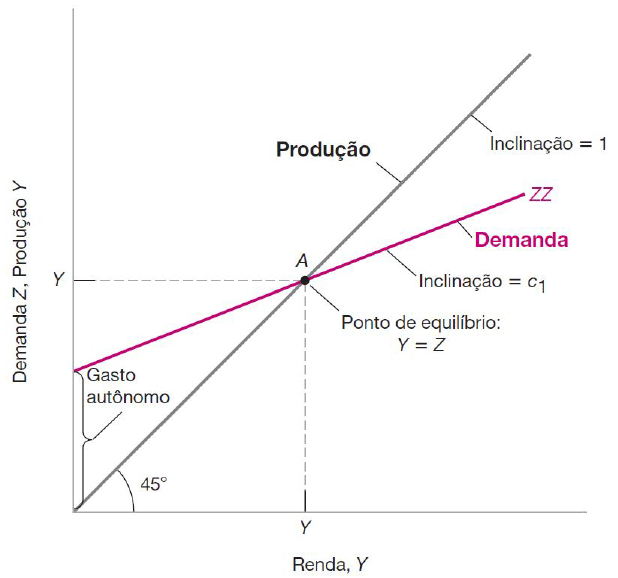 Demanda Z, Produção Y
Produção
Inclinação = 1
ZZ
Demanda
A
Inclinação = c₁
Y
Ponto de equilíbrio:
Y = Z
Gasto
autônomo
45°
Y
Renda, Y